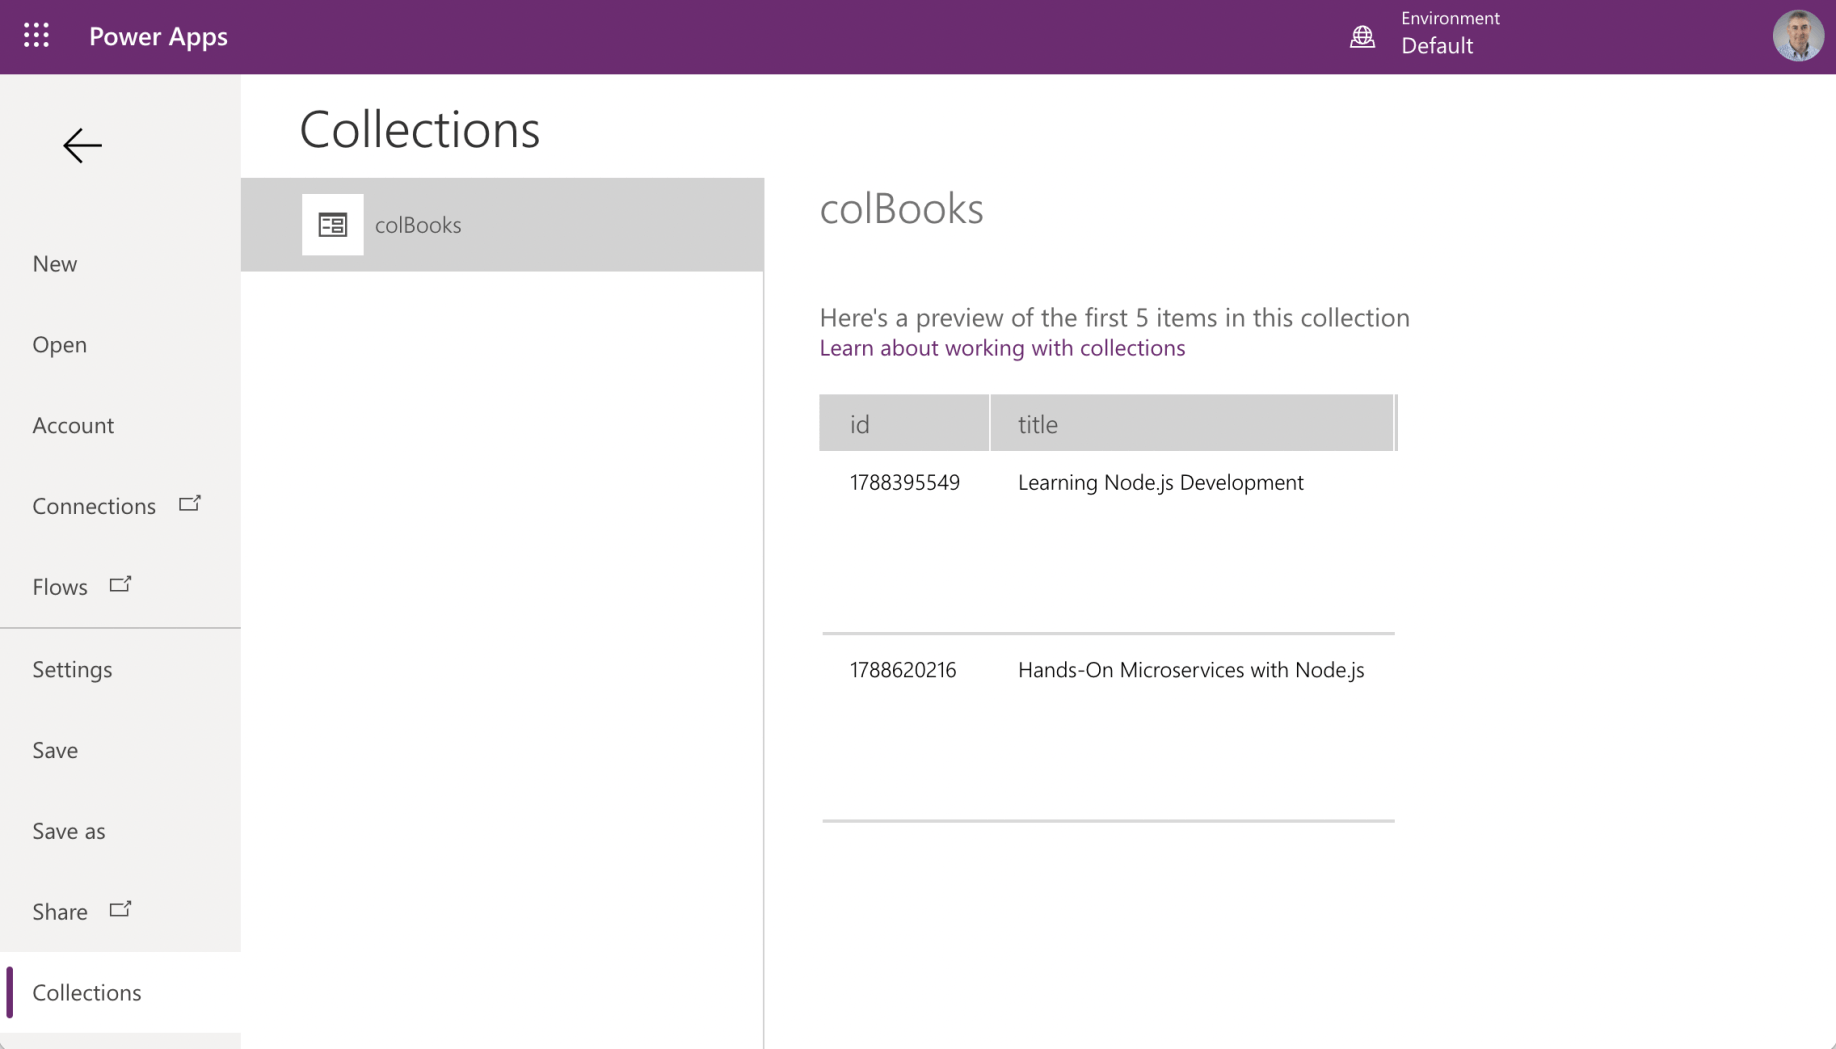 Power Apps
Environment
Default
Collections
New
Open
Account
Connections
Flows
Settings
Save
Save as
Share
Collections
colBooks
colBooks
Here's a preview of the first 5 items in this collection
Learn about working with collections
id title
1788395549 Learning Node.js Development
1788620216 Hands-On Microservices with Node.js